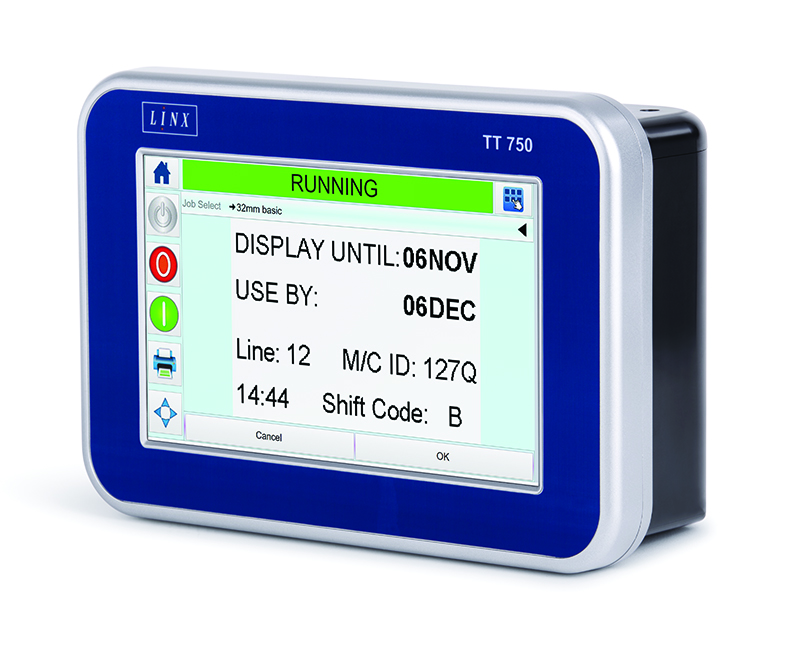 LINX
TT 750
RUNNING
Job Select ➔32mm basic
DISPLAY UNTIL: 06NOV
USE BY: 06DEC
Line: 12 M/C ID: 127Q
14:44 Shift Code: B
Cancel OK